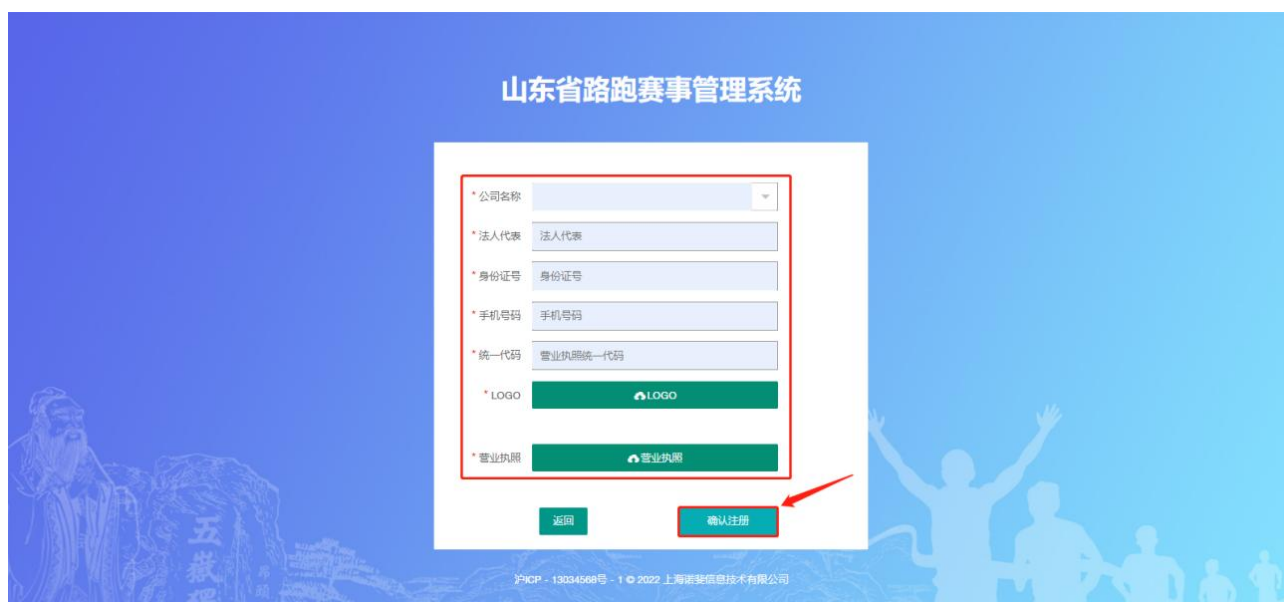 山东省路跑赛事管理系统
* 公司名称
* 法人代表 法人代表
* 身份证号 身份证号
* 手机号码 手机号码
* 统一代码 营业执照统一代码
* LOGO LOGO
* 营业执照 营业执照
返回 确认注册
五嶽
沪ICP - 13034568号 - 1 © 2022 上海诺斐信息技术有限公司